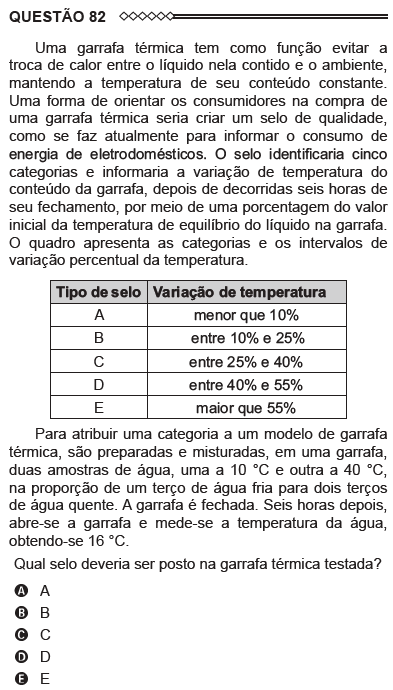 QUESTÃO 82
Uma garrafa térmica tem como função evitar a
troca de calor entre o líquido nela contido e o ambiente,
mantendo a temperatura de seu conteúdo constante.
Uma forma de orientar os consumidores na compra de
uma garrafa térmica seria criar um selo de qualidade,
como se faz atualmente para informar o consumo de
energia de eletrodomésticos. O selo identificaria cinco
categorias e informaria a variação de temperatura do
conteúdo da garrafa, depois de decorridas seis horas de
seu fechamento, por meio de uma porcentagem do valor
inicial da temperatura de equilíbrio do líquido na garrafa.
O quadro apresenta as categorias e os intervalos de
variação percentual da temperatura.
Tipo de selo Variação de temperatura
A menor que 10%
B entre 10% e 25%
C entre 25% e 40%
D entre 40% e 55%
E maior que 55%
Para atribuir uma categoria a um modelo de garrafa
térmica, são preparadas e misturadas, em uma garrafa,
duas amostras de água, uma a 10 °C e outra a 40 °C,
na proporção de um terço de água fria para dois terços
de água quente. A garrafa é fechada. Seis horas depois,
abre-se a garrafa e mede-se a temperatura da água,
obtendo-se 16 °C.
Qual selo deveria ser posto na garrafa térmica testada?
A A
B B
C C
D D
E E